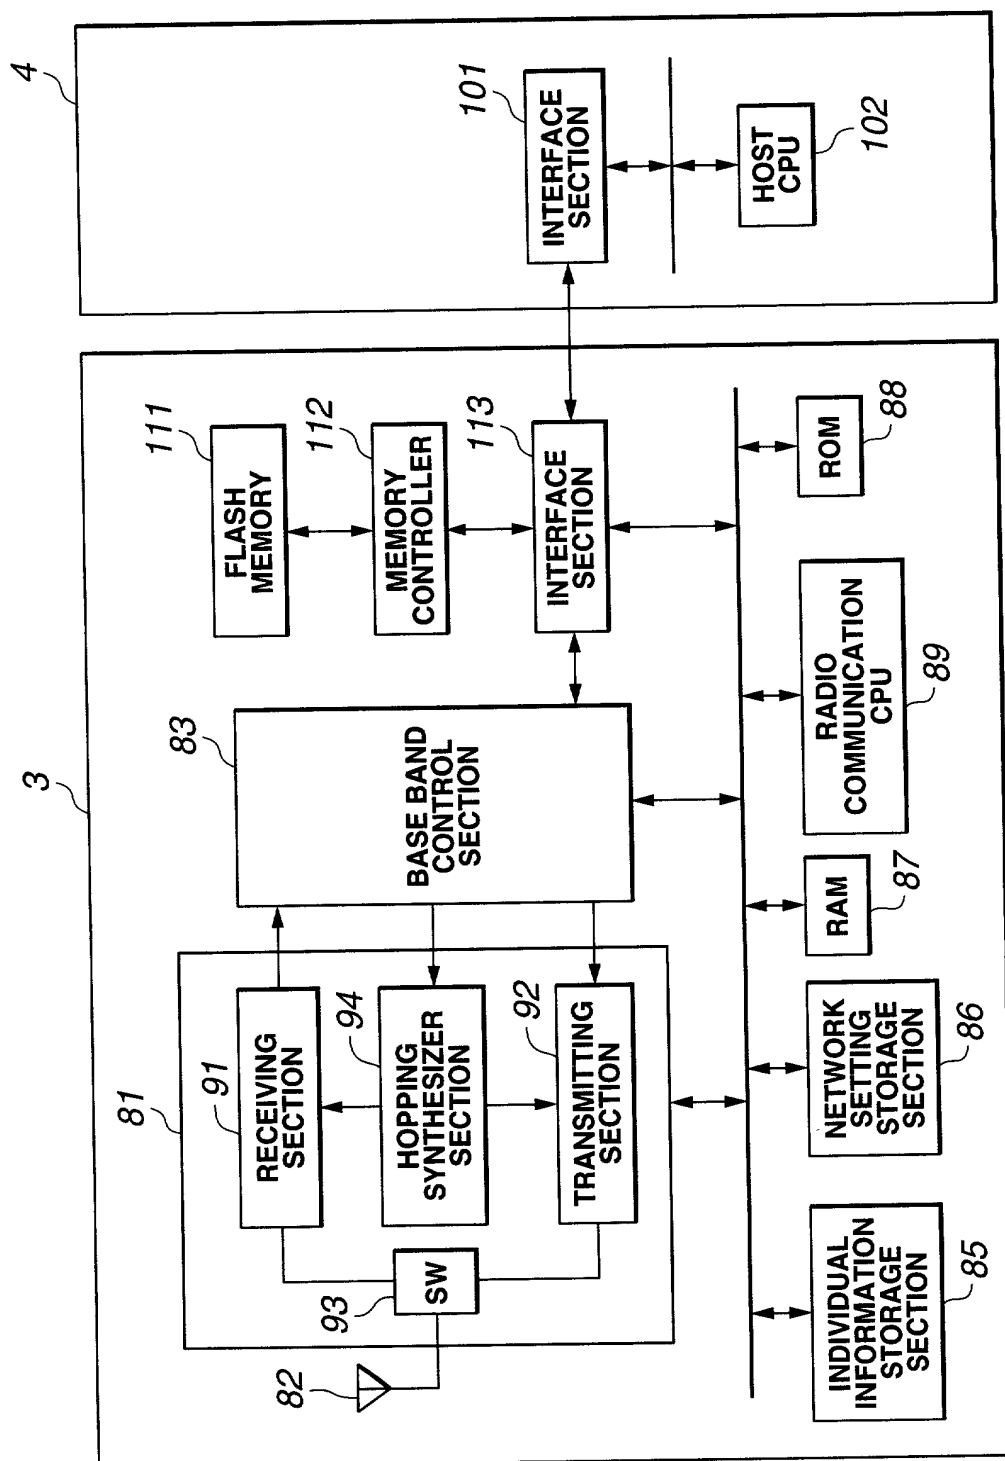 3
4
81
91
RECEIVING
SECTION
94
HOPPING
SYNTHESIZER
SECTION
92
TRANSMITTING
SECTION
93
SW
82
83
BASE BAND
CONTROL
SECTION
111
FLASH
MEMORY
112
MEMORY
CONTROLLER
113
INTERFACE
SECTION
101
INTERFACE
SECTION
HOST
CPU
102
INDIVIDUAL
INFORMATION
STORAGE
SECTION
85
NETWORK
SETTING
STORAGE
SECTION
86
RAM
87
RADIO
COMMUNICATION
CPU
89
ROM
88